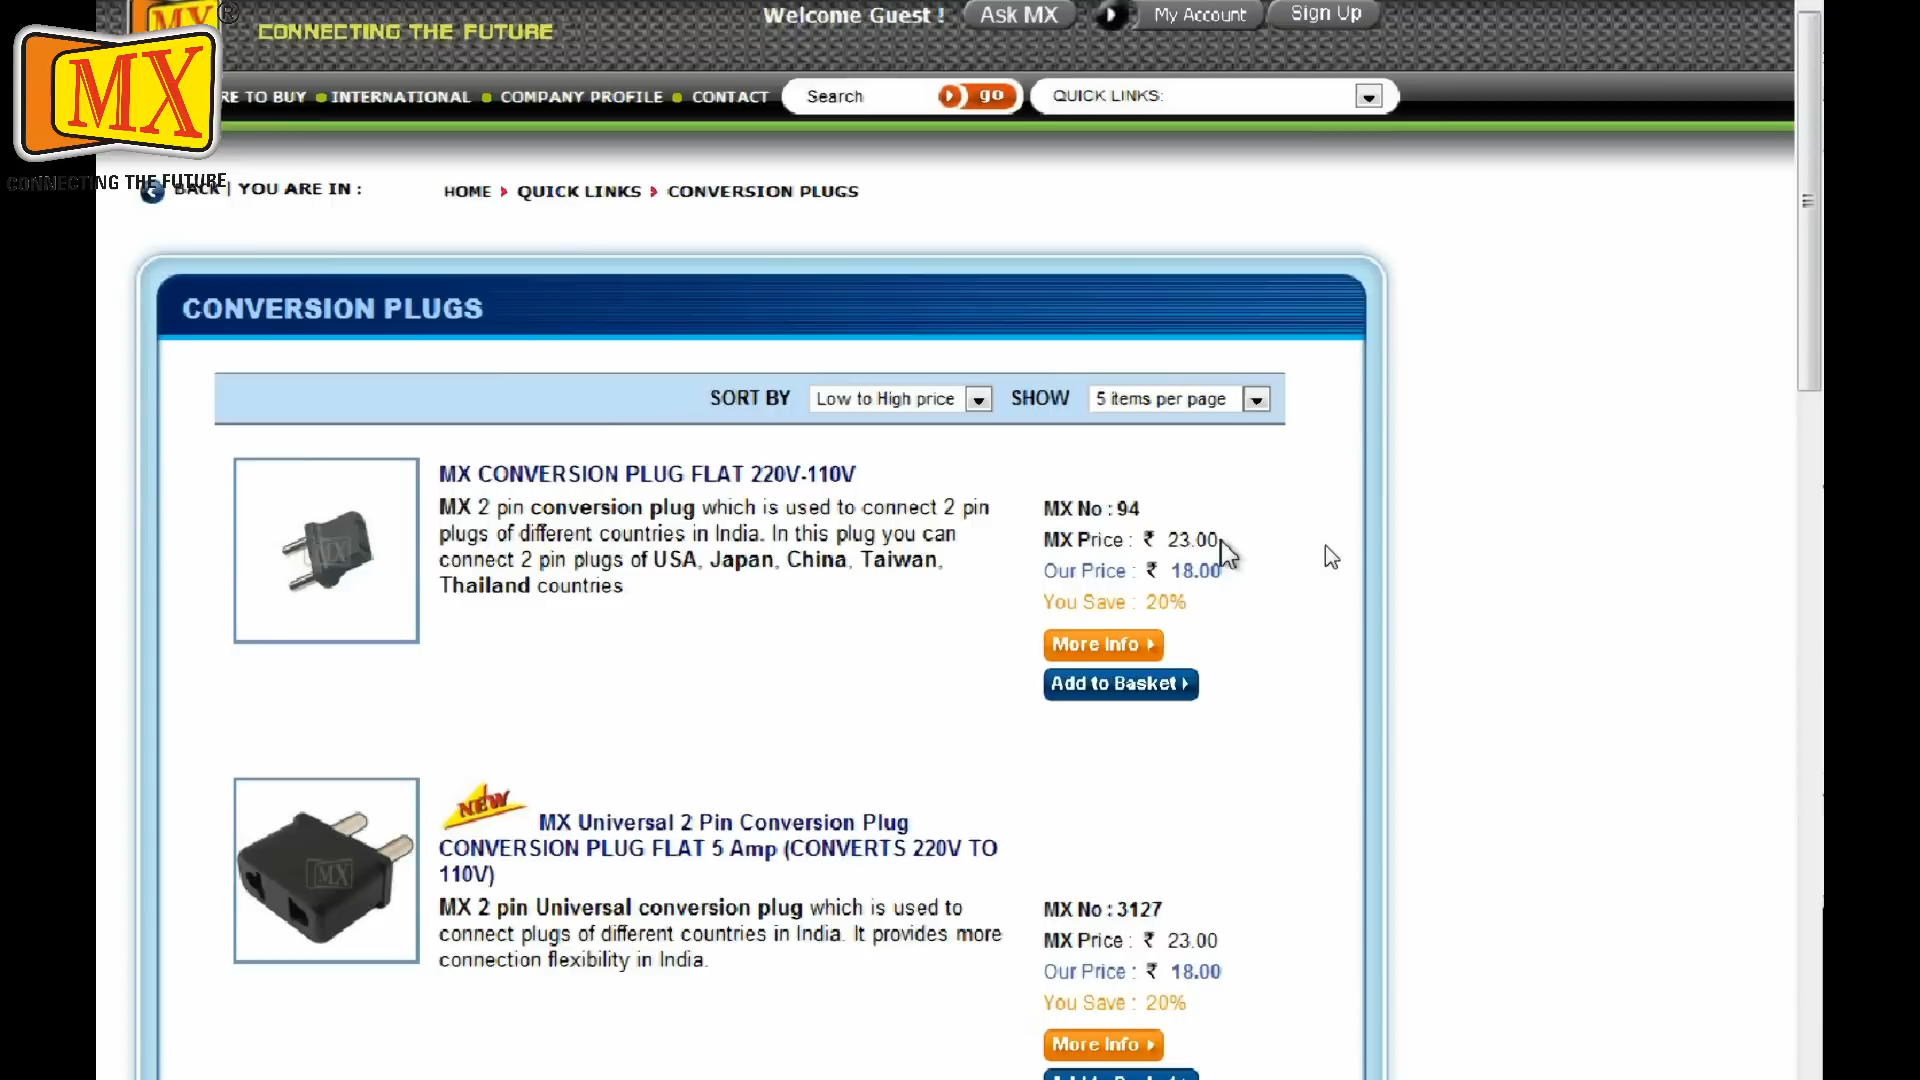 MX ®
CONNECTING THE FUTURE
Welcome Guest !
Ask MX
My Account
Sign Up
MX
CONNECTING THE FUTURE
RE TO BUY
INTERNATIONAL
COMPANY PROFILE
CONTACT
Search
go
QUICK LINKS:
BACK | YOU ARE IN :
HOME
QUICK LINKS
CONVERSION PLUGS
CONVERSION PLUGS
SORT BY Low to High price SHOW 5 items per page
MX CONVERSION PLUG FLAT 220V-110V
MX 2 pin conversion plug which is used to connect 2 pin
plugs of different countries in India. In this plug you can
connect 2 pin plugs of USA, Japan, China, Taiwan,
Thailand countries
MX No : 94
MX Price : ₹ 23.00
Our Price : ₹ 18.00
You Save : 20%
More Info
Add to Basket
MX
NEW MX Universal 2 Pin Conversion Plug
CONVERSION PLUG FLAT 5 Amp (CONVERTS 220V TO
110V)
MX 2 pin Universal conversion plug which is used to
connect plugs of different countries in India. It provides more
connection flexibility in India.
MX No : 3127
MX Price : ₹ 23.00
Our Price : ₹ 18.00
You Save : 20%
More Info
MX